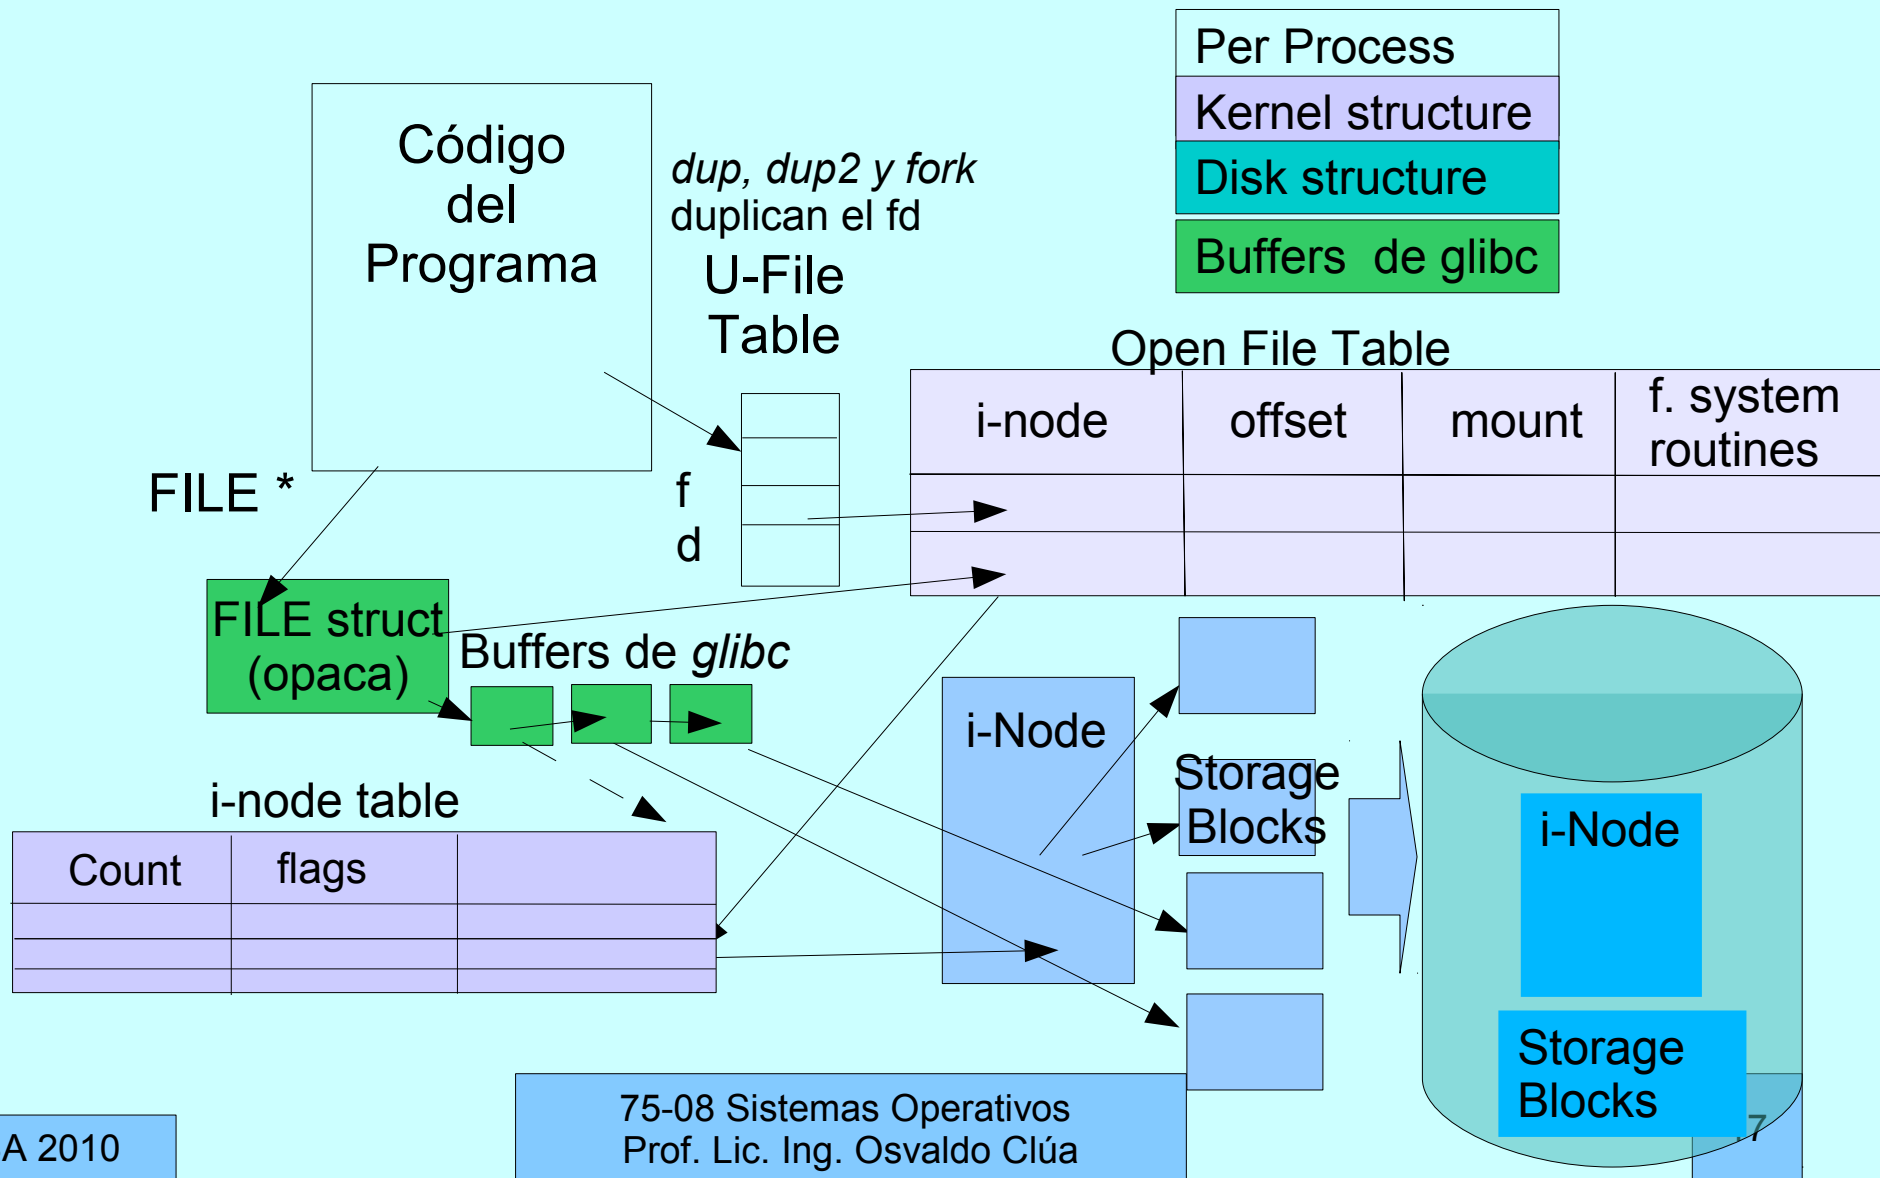 Per Process
Kernel structure
Disk structure
Buffers de glibc
Código
del
Programa
dup, dup2 y fork
duplican el fd
U-File
Table
Open File Table
i-node
offset
mount
f. system
routines
FILE *
f
d
FILE struct
(opaca)
Buffers de glibc
i-Node
Storage
Blocks
i-node table
Count
flags
i-Node
Storage
Blocks
75-08 Sistemas Operativos
Prof. Lic. Ing. Osvaldo Clúa
A 2010
7